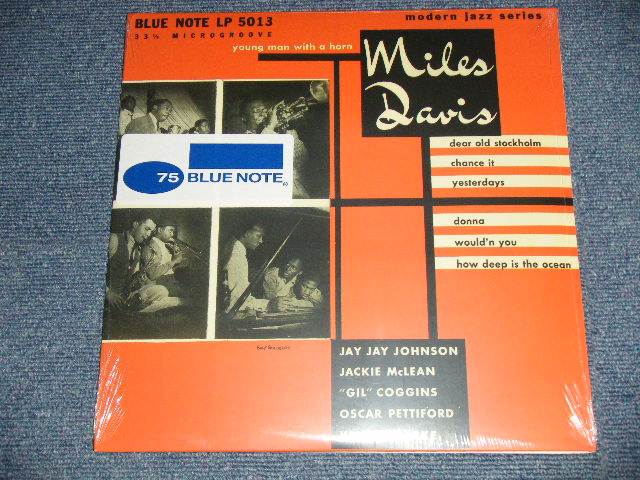 BLUE NOTE LP 5013
modern jazz series
33⅓ MICROGROOVE
young man with a horn
Miles
Davis
dear old stockholm
chance it
yesterdays
donna
would'n you
how deep is the ocean
75 BLUE NOTE
JAY JAY JOHNSON
JACKIE McLEAN
"GIL" COGGINS
OSCAR PETTIFORD